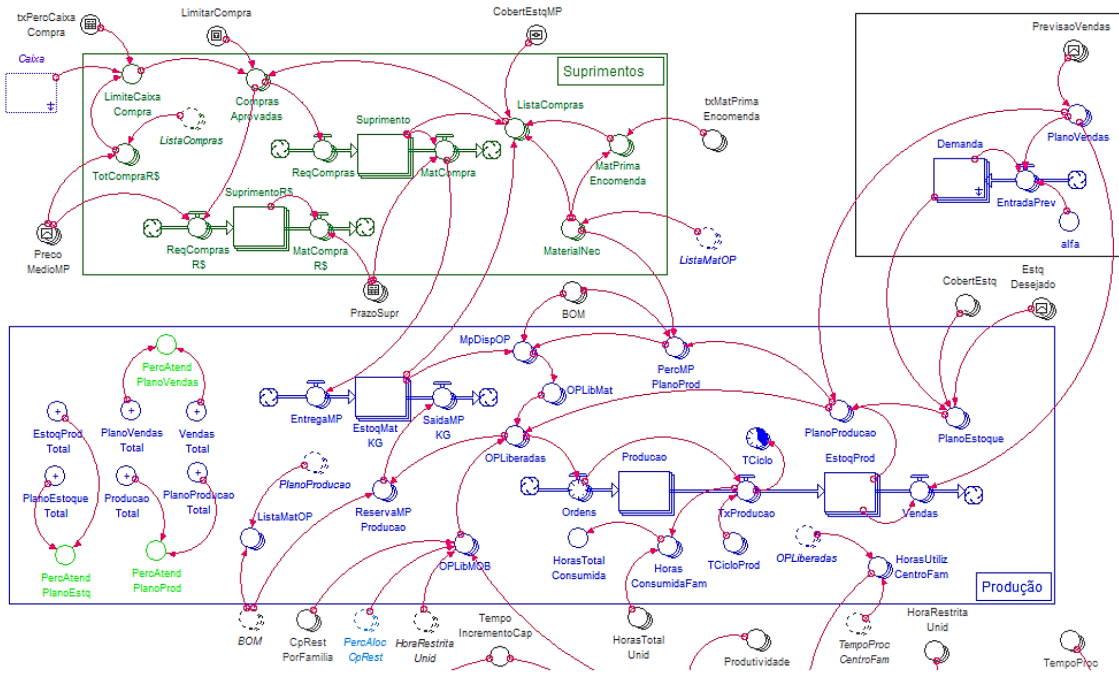 txPercCaixa
Compra
LimitarCompra
CobertEstqMP
PrevisaoVendas
Caixa
Suprimentos
LimiteCaixa
Compra
Compras
Aprovadas
ListaCompras
txMatPrima
Encomenda
ListaCompras
Suprimento
PlanoVendas
Demanda
TotCompraR$
ReqCompras
MatCompra
MatPrima
Encomenda
EntradaPrev
SuprimentoR$
alfa
Preco
MedioMP
ReqCompras
R$
MatCompra
R$
MaterialNeo
ListaMatOP
PrazoSupr
BOM
CobertEstq
Estq
Desejado
MpDispOP
PercAtend
PlanoVendas
PercMP
PlanoProd
OPLibMat
EntregaMP
EstoqMat
KG
SaidaMP
KG
EstoqProd
Total
PlanoVendas
Total
Vendas
Total
PlanoProducao
PlanoEstoque
OPLiberadas
TCiclo
EstoqProd
Producao
PlanoEstoque
Total
Producao
Total
PlanoProducao
Total
PlanoProducao
ListaMatOP
ReservaMP
Producao
Ordens
TxProducao
Vendas
OPLiberadas
HorasTotal
Consumida
Horas
ConsumidaFam
TCicloProd
HorasUtiliz
CentroFam
OPLibMOB
PercAtend
PlanoEstq
PercAtend
PlanoProd
Produção
BOM
CpRest
PorFamilia
PercAloc
CpRest
HoraRestrita
Unid
Tempo
IncrementoCap
HorasTotal
Unid
Produtividade
TempoProc
CentroFam
HoraRestrita
Unid
TempoProc